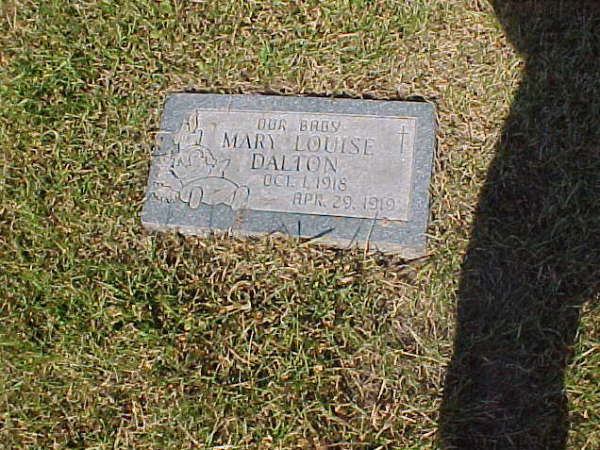 OUR BABY
MARY LOUISE
DALTON
OCT. 1, 1918
APR. 29, 1919